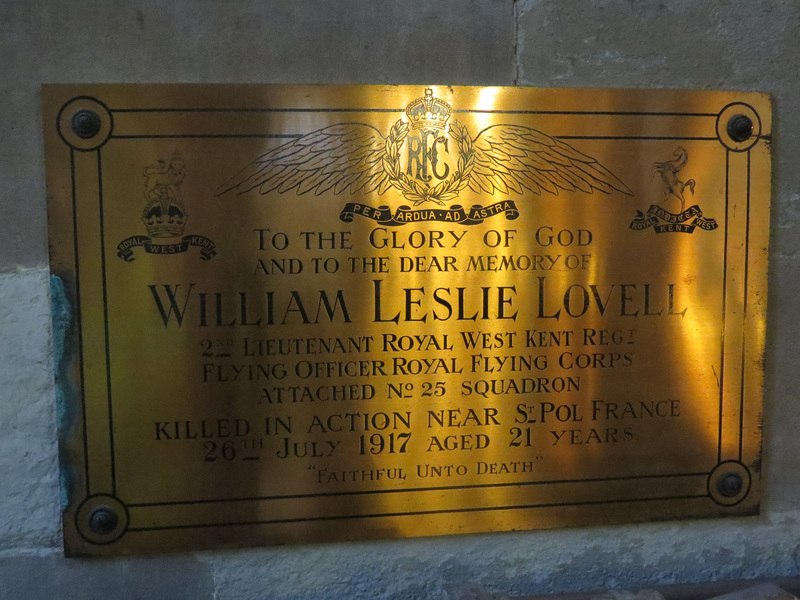 RFC
PER · ARDUA · AD ASTRA
ROYAL WEST KENT
INVICTA
ROYAL KENT WEST
TO THE GLORY OF GOD
AND TO THE DEAR MEMORY OF
WILLIAM LESLIE LOVELL
2ND LIEUTENANT ROYAL WEST KENT REGT
FLYING OFFICER ROYAL FLYING CORPS
ATTACHED NO 25 SQUADRON
KILLED IN ACTION NEAR ST POL FRANCE
26TH JULY 1917 AGED 21 YEARS
"FAITHFUL UNTO DEATH"